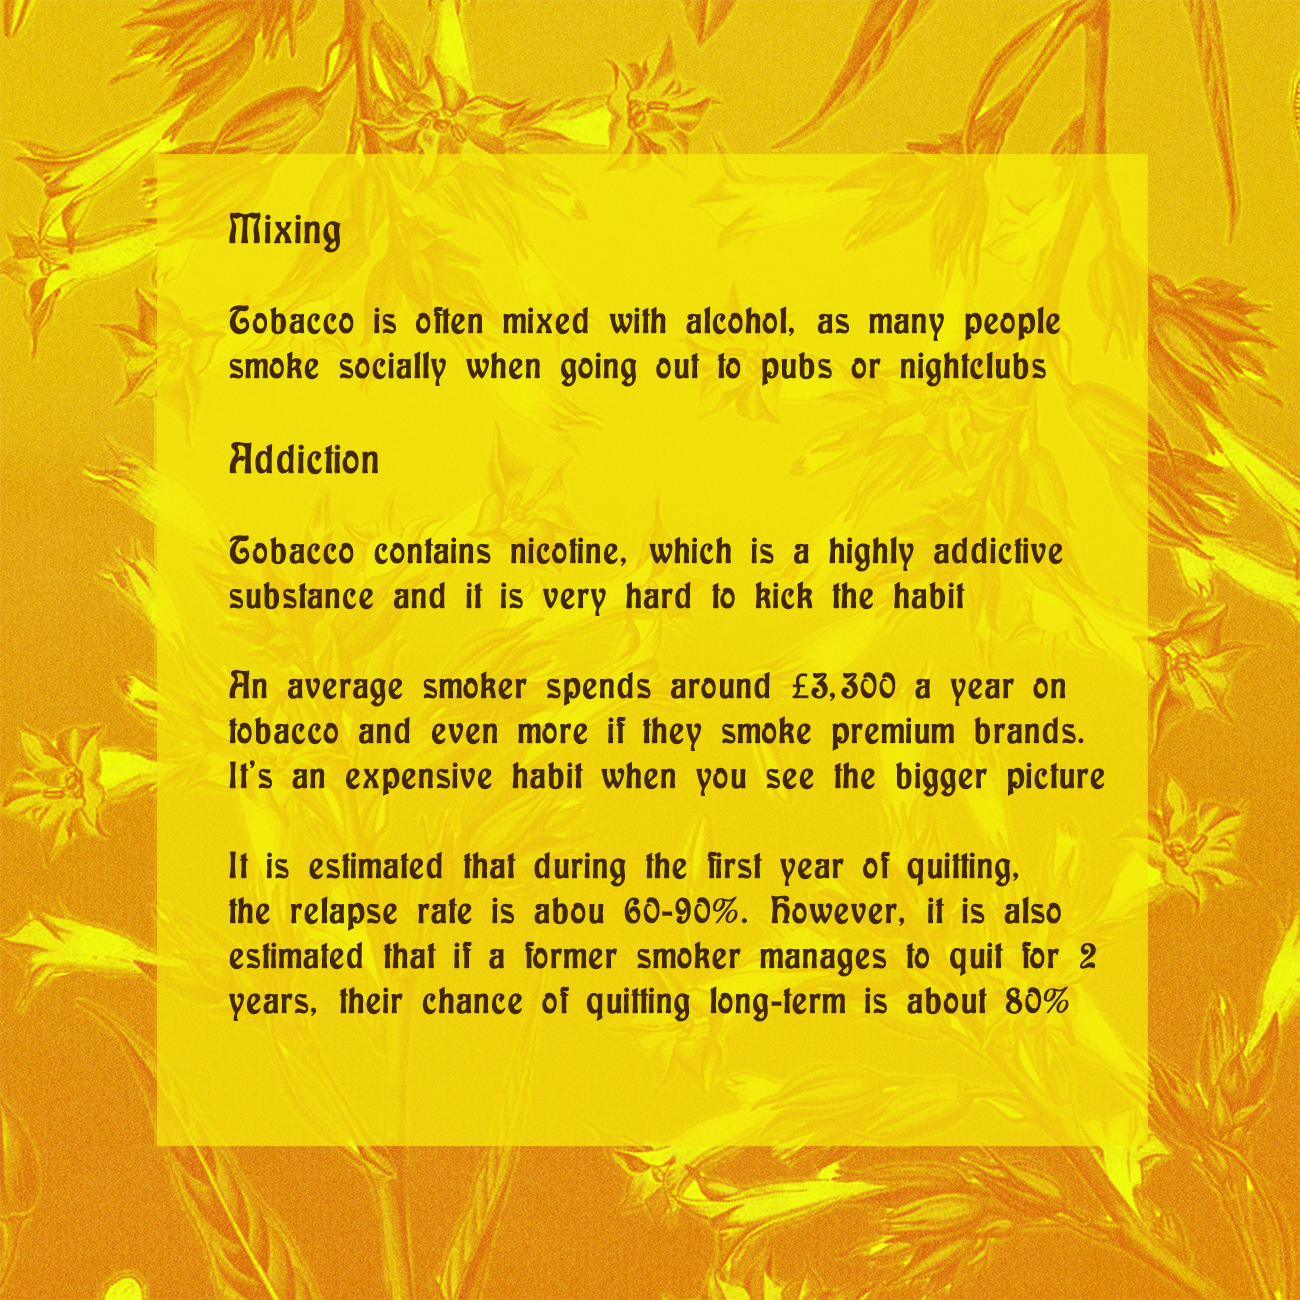 Mixing
Tobacco is often mixed with alcohol, as many people
smoke socially when going out to pubs or nightclubs
Addiction
Tobacco contains nicotine, which is a highly addictive
substance and it is very hard to kick the habit
An average smoker spends around £3,300 a year on
tobacco and even more if they smoke premium brands.
It's an expensive habit when you see the bigger picture
It is estimated that during the first year of quitting,
the relapse rate is abou 60-90%. However, it is also
estimated that if a former smoker manages to quit for 2
years, their chance of quitting long-term is about 80%